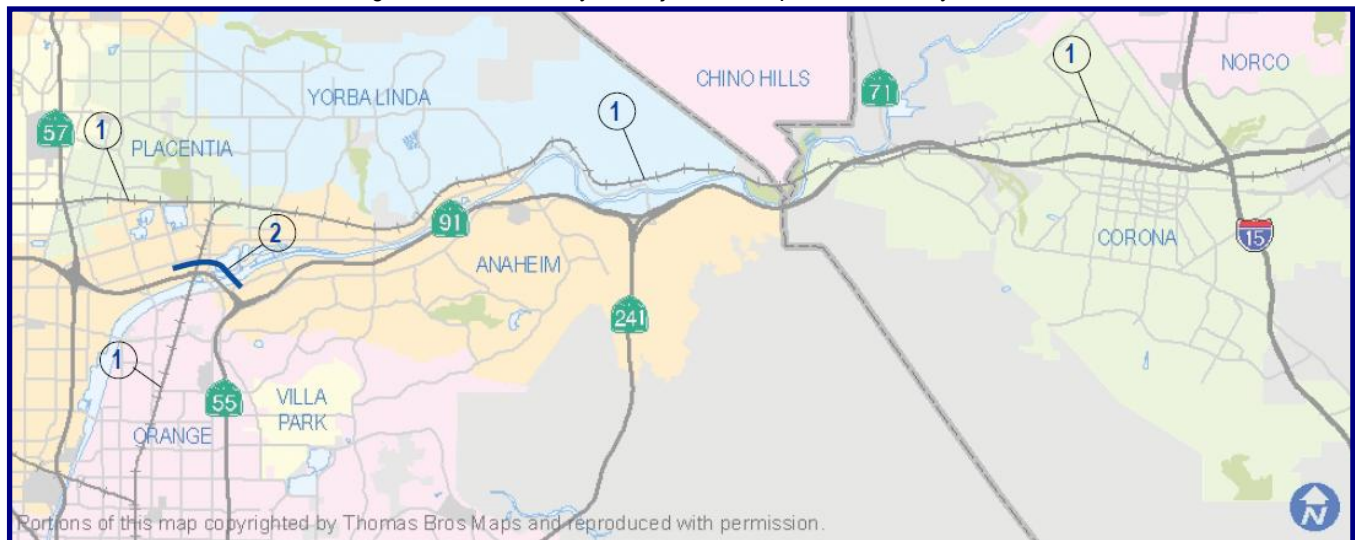 CHINO HILLS
NORCO
1
YORBA LINDA
1
71
57
1
PLACENTIA
91
2
ANAHEIM
CORONA
15
241
1
55
VILLA
PARK
ORANGE
Portions of this map copyrighted by Thomas Bros Maps and reproduced with permission.
N